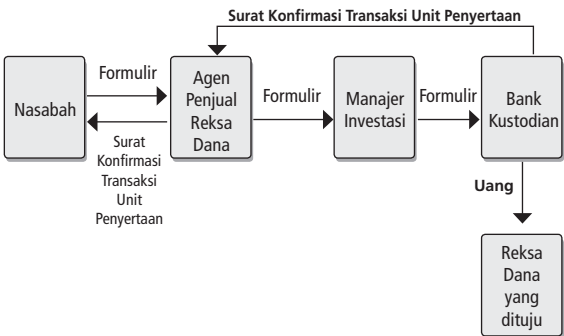 Surat Konfirmasi Transaksi Unit Penyertaan
Nasabah
Formulir
Surat
Konfirmasi
Transaksi
Unit
Penyertaan
Agen
Penjual
Reksa
Dana
Formulir
Manajer
Investasi
Formulir
Bank
Kustodian
Uang
Reksa
Dana
yang
dituju